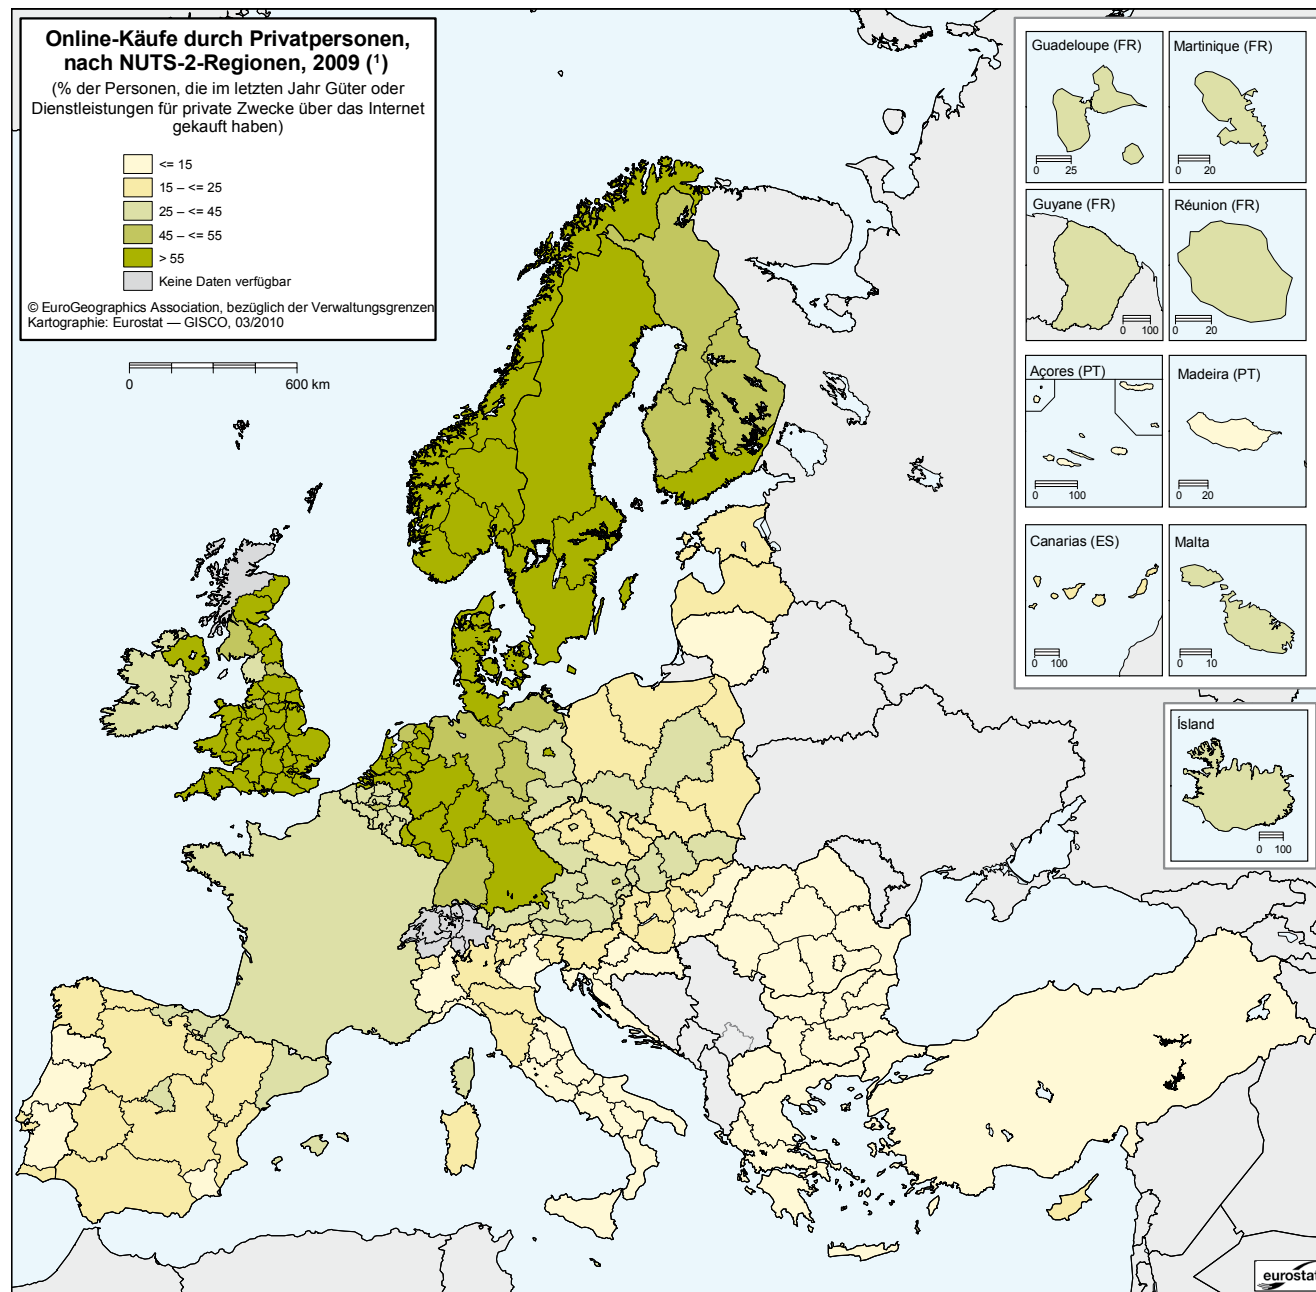 Online-Käufe durch Privatpersonen,
nach NUTS-2-Regionen, 2009 (¹)
(% der Personen, die im letzten Jahr Güter oder
Dienstleistungen für private Zwecke über das Internet
gekauft haben)
<= 15
15 – <= 25
25 – <= 45
45 – <= 55
> 55
Keine Daten verfügbar
© EuroGeographics Association, bezüglich der Verwaltungsgrenzen
Kartographie: Eurostat — GISCO, 03/2010
0 600 km
Guadeloupe (FR)
0 25
Martinique (FR)
0 20
Guyane (FR)
0 100
Réunion (FR)
0 20
Açores (PT)
0 100
Madeira (PT)
0 20
Canarias (ES)
0 100
Malta
0 10
Ísland
0 100
eurostat